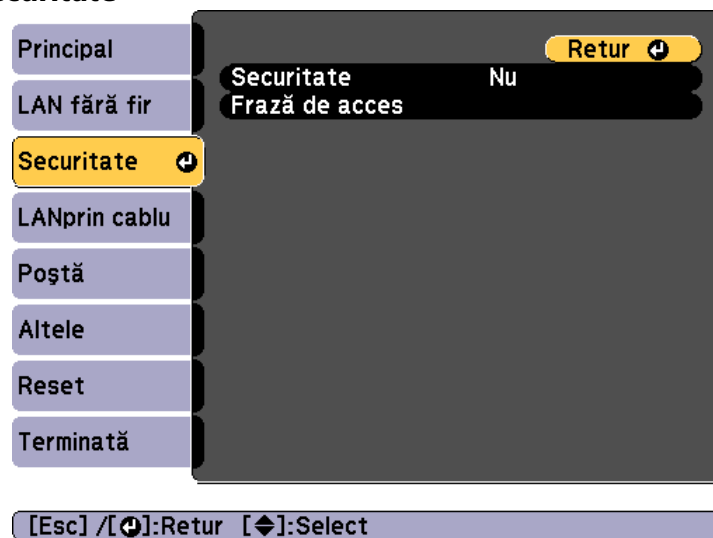 Principal
Retur
Securitate Nu
LAN fără fir
Frază de acces
Securitate
LANprin cablu
Poştă
Altele
Reset
Terminată
[Esc] /[ ]:Retur [ ]:Select